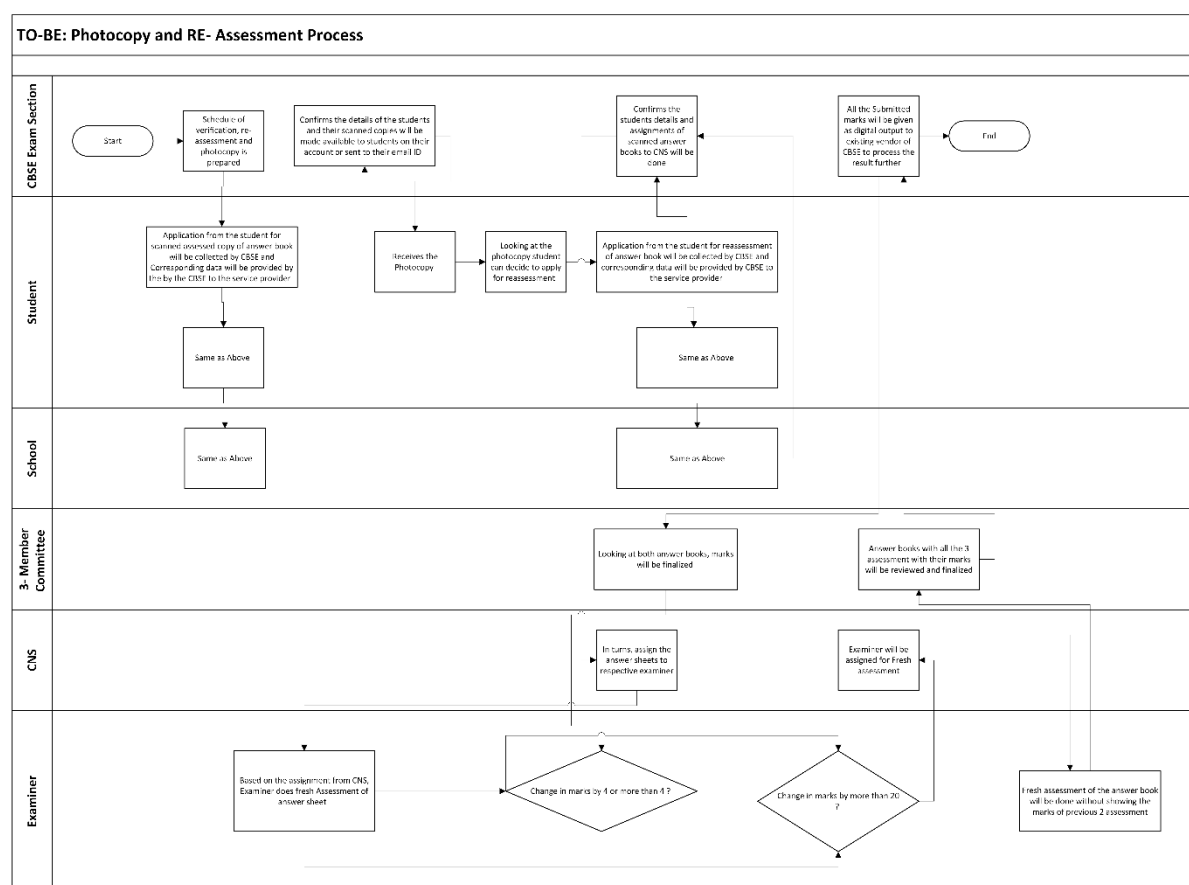 TO-BE: Photocopy and RE- Assessment Process
CBSE Exam Section
Start
Schedule of
verification, re-
assessment and
photocopy is
prepared
Confirms the details of the students
and their scanned copies will be
made available to students on their
account or sent to their email ID
Confirms the
students details and
assignments of
scanned answer
books to CNS will be
done
All the Submitted
marks will be given
as digital output to
existing vendor of
CBSE to process the
result further
End
Student
Application from the student for
scanned assessed copy of answer book
will be collected by CBSE and
Corresponding data will be provided by
the by the CBSE to the service provider
Receives the
Photocopy
Looking at the
photocopy student
can decide to apply
for reassessment
Application from the student for reassessment
of answer book will be collected by CBSE and
corresponding data will be provided by CBSE to
the service provider
Same as Above
Same as Above
School
Same as Above
Same as Above
3- Member
Committee
Looking at both answer books, marks
will be finalized
Answer books with all the 3
assessment with their marks
will be reviewed and finalized
CNS
In turns, assign the
answer sheets to
respective examiner
Examiner will be
assigned for Fresh
assessment
Examiner
Based on the assignment from CNS,
Examiner does fresh Assessment of
answer sheet
Change in marks by 4 or more than 4 ?
Change in marks by more than 20
?
Fresh assessment of the answer book
will be done without showing the
marks of previous 2 assessment